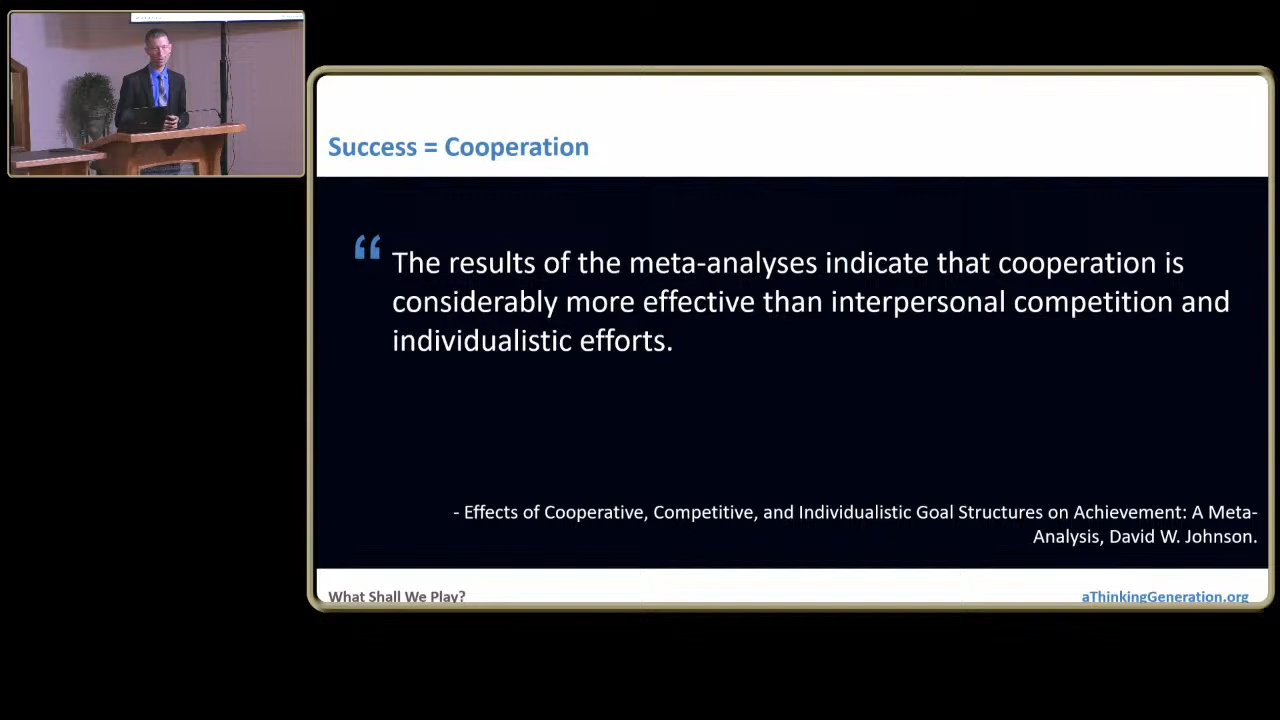 Success = Cooperation
“
The results of the meta-analyses indicate that cooperation is
considerably more effective than interpersonal competition and
individualistic efforts.
- Effects of Cooperative, Competitive, and Individualistic Goal Structures on Achievement: A Meta-
Analysis, David W. Johnson.
What Shall We Play?
aThinkingGeneration.org